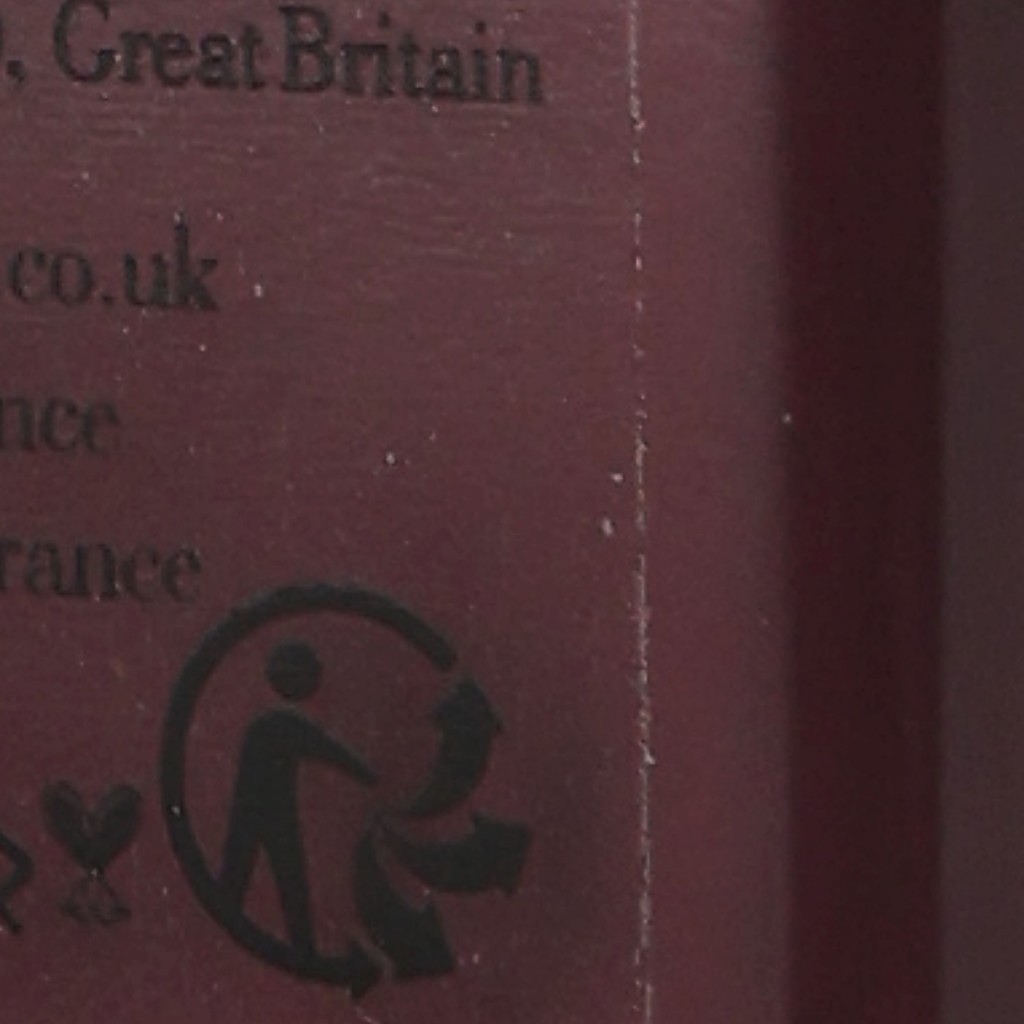 , Great Britain
co.uk
nce
rance